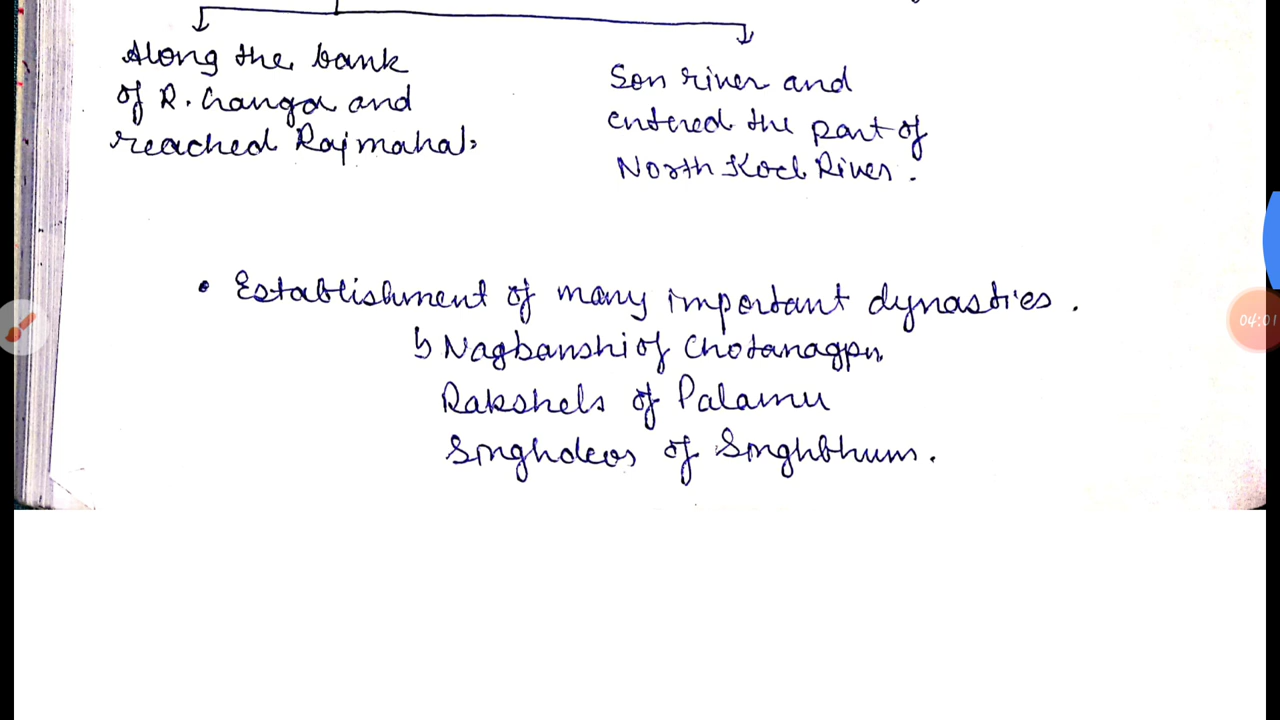 Along the bank
of R. Ganga and
reached Rajmahal.
Son river and
entered the part of
North Koel River.
• Establishment of many important dynasties.
↳ Nagbanshi of Chotanagpur
Rakshels of Palamu
Singhdeos of Singhbhum.
04:01